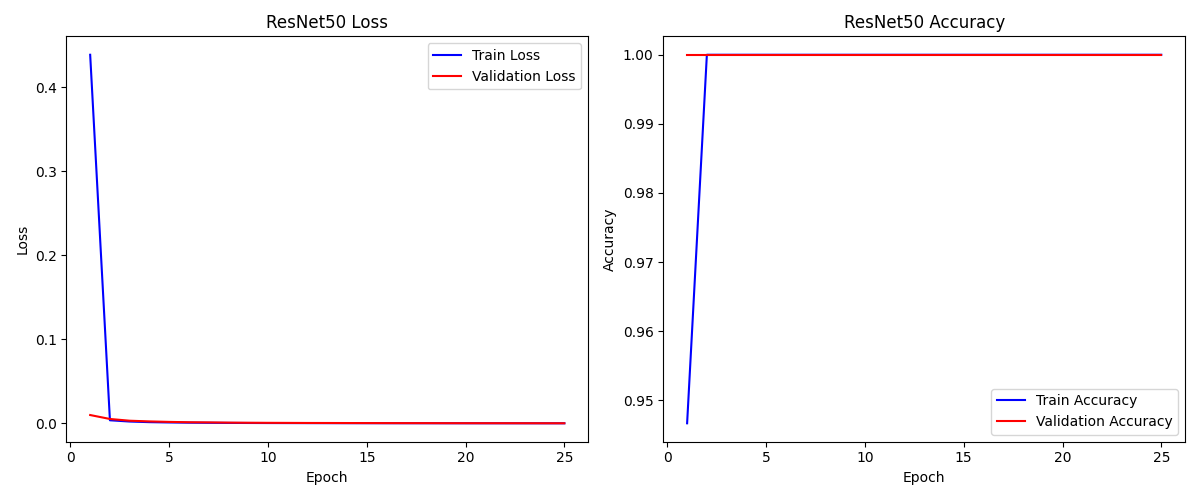 ResNet50 Loss
Train Loss
Validation Loss
0.4
0.3
0.2
0.1
0.0
Loss
0 5 10 15 20 25
Epoch
ResNet50 Accuracy
1.00
0.99
0.98
0.97
0.96
0.95
Accuracy
Train Accuracy
Validation Accuracy
0 5 10 15 20 25
Epoch